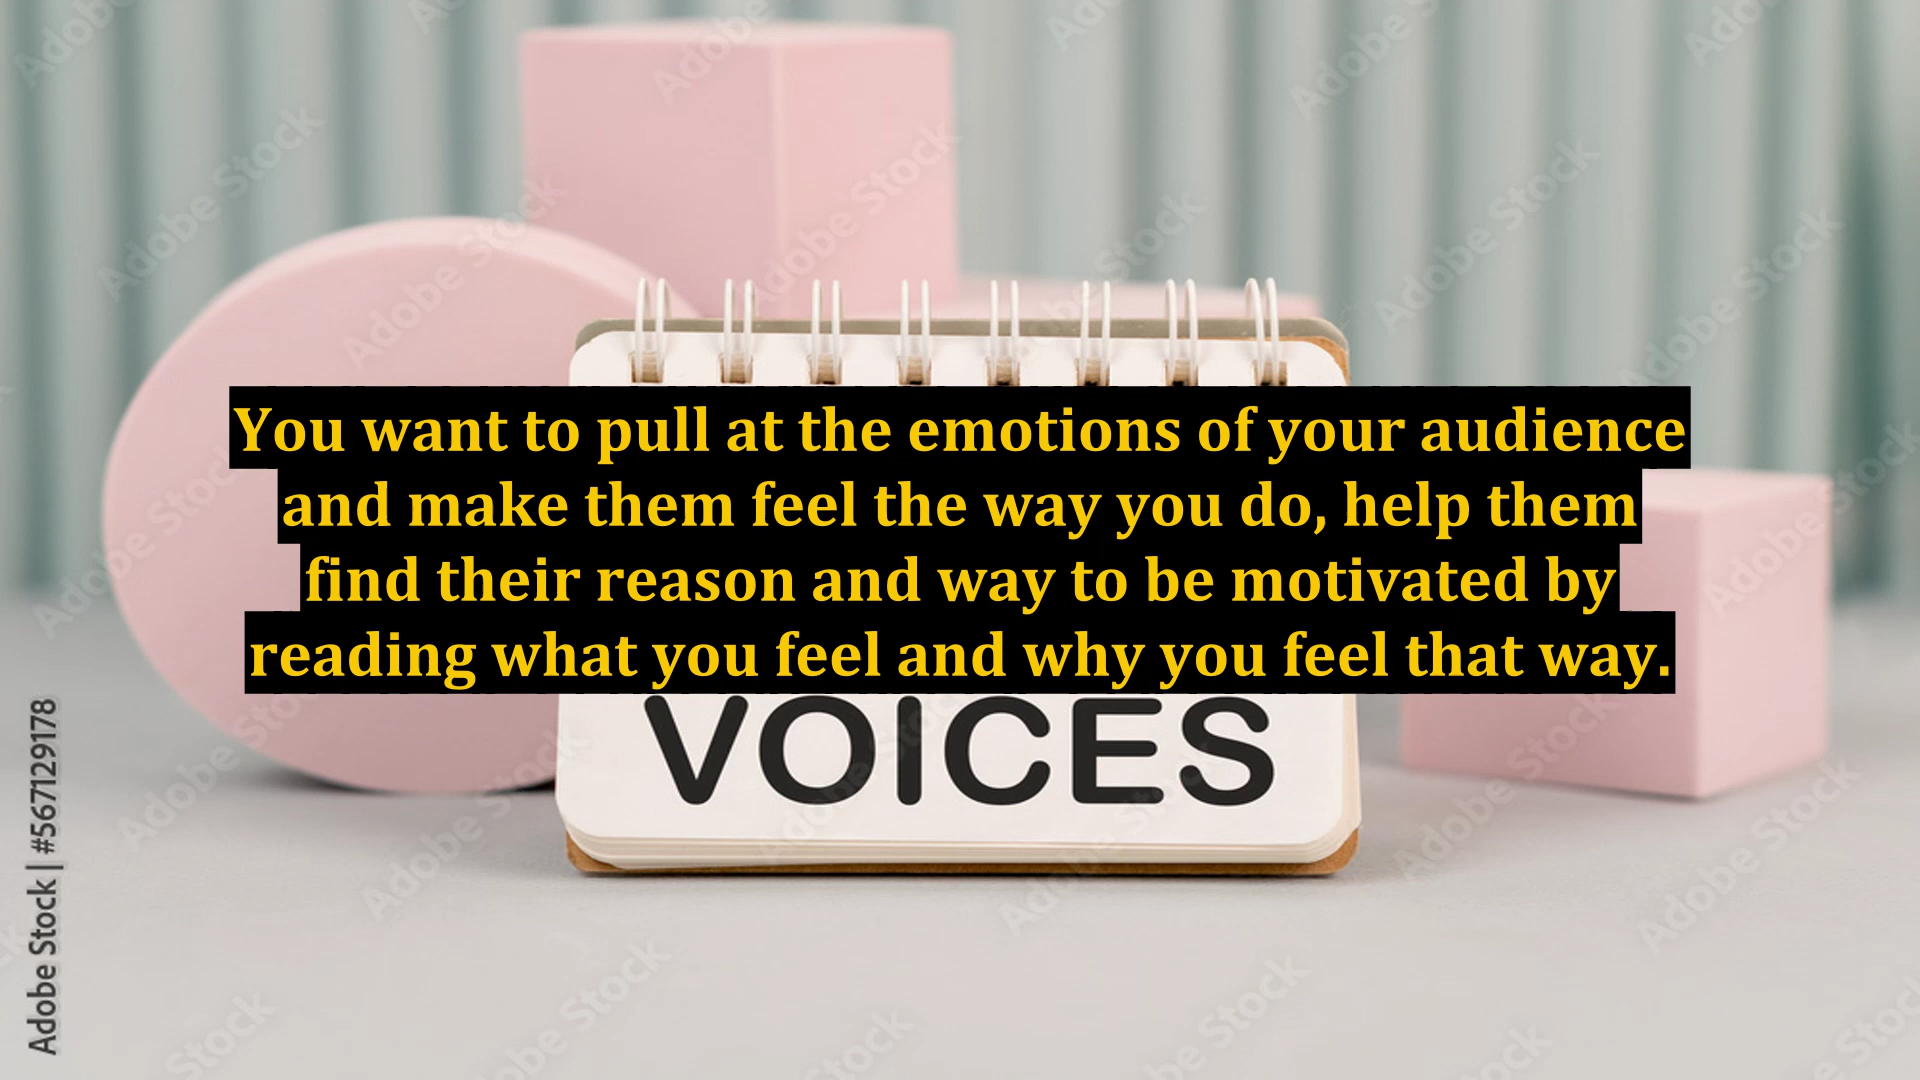 You want to pull at the emotions of your audience
and make them feel the way you do, help them
find their reason and way to be motivated by
reading what you feel and why you feel that way.
VOICES
Adobe Stock | #567129178
Adobe Stock